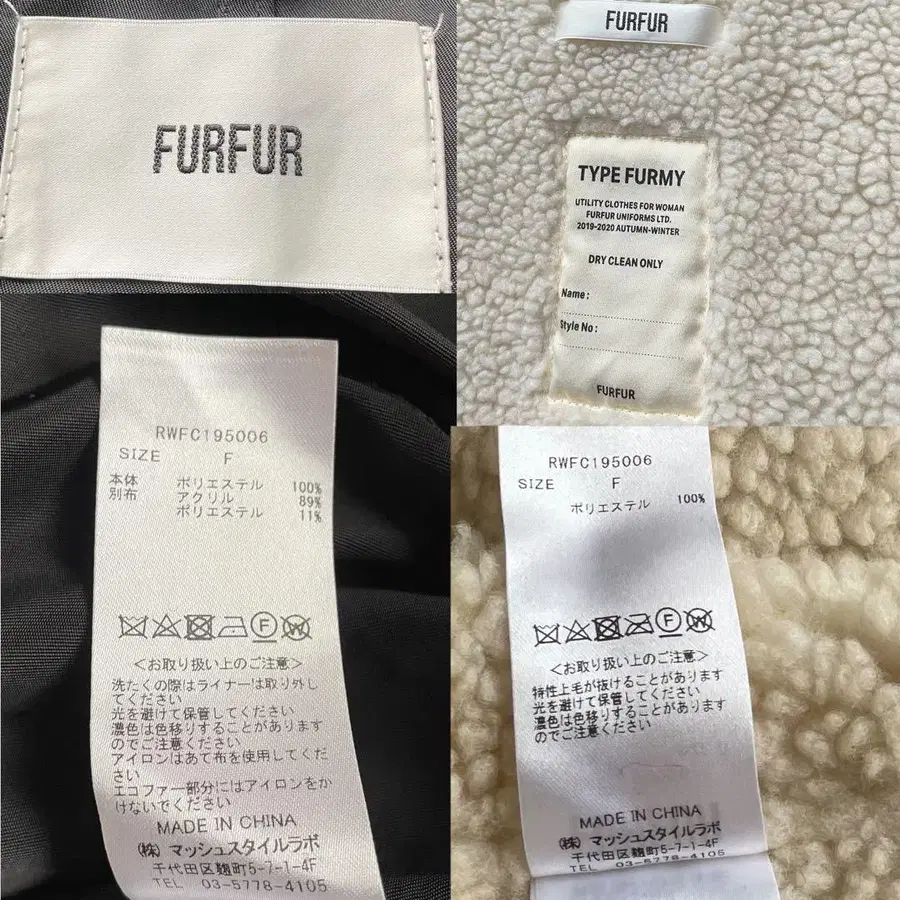 FURFUR
FURFUR
TYPE FURMY
UTILITY CLOTHES FOR WOMAN
FURFUR UNIFORMS LTD.
2019-2020 AUTUMN-WINTER
DRY CLEAN ONLY
Name:
Style No:
FURFUR
RWFC195006
SIZE F
本体 ポリエステル 100%
別布 アクリル 89%
ポリエステル 11%
<お取り扱い上のご注意>
洗たくの際はライナーは取り外し
てください
光を避けて保管してください
濃色は色移りすることがあります
のでご注意ください
アイロンはあて布を使用してくだ
さい
エコファー部分にはアイロンをか
けないでください
MADE IN CHINA
(株)マッシュスタイルラボ
千代田区麹町5-7-1-4F
TEL 03-5778-4105
RWFC195006
SIZE F
ポリエステル 100%
<お取り扱い上のご注意>
特性上毛が抜けることがあります
光を避けて保管してください
濃色は色移りすることがあります
のでご注意ください
MADE IN CHINA
(株)マッシュスタイルラボ
千代田区麹町5-7-1-4F
TEL 03-5778-4105